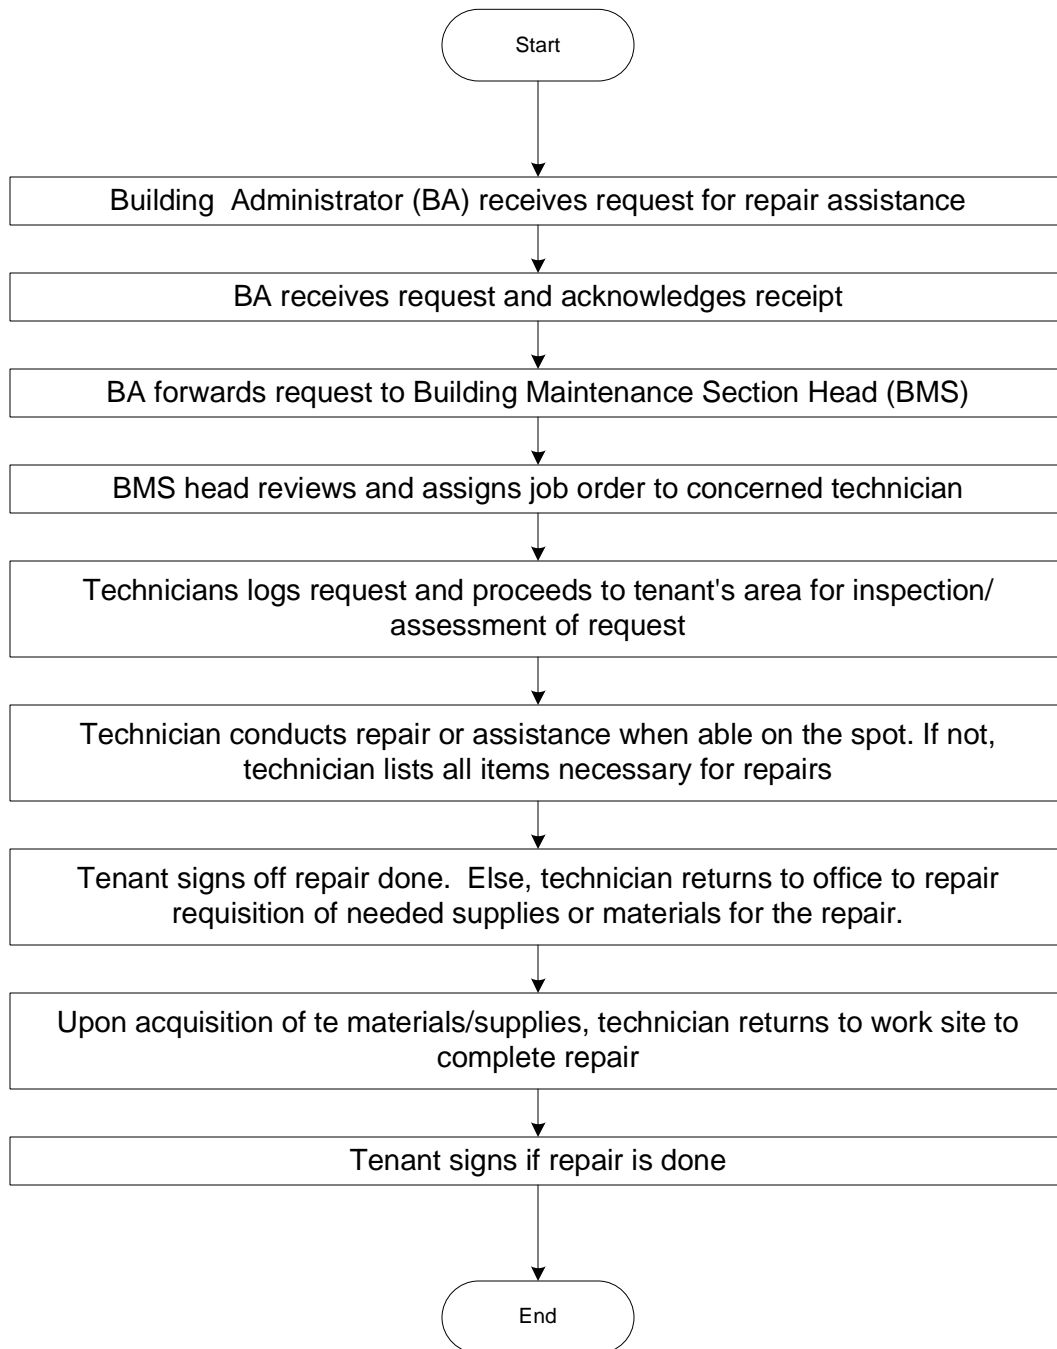 Start
Building  Administrator (BA) receives request for repair assistance
BA receives request and acknowledges receipt
BA forwards request to Building Maintenance Section Head (BMS)
BMS head reviews and assigns job order to concerned technician
Technicians logs request and proceeds to tenant's area for inspection/
assessment of request
Technician conducts repair or assistance when able on the spot. If not,
technician lists all items necessary for repairs
Tenant signs off repair done.  Else, technician returns to office to repair
requisition of needed supplies or materials for the repair.
Upon acquisition of te materials/supplies, technician returns to work site to
complete repair
Tenant signs if repair is done
End